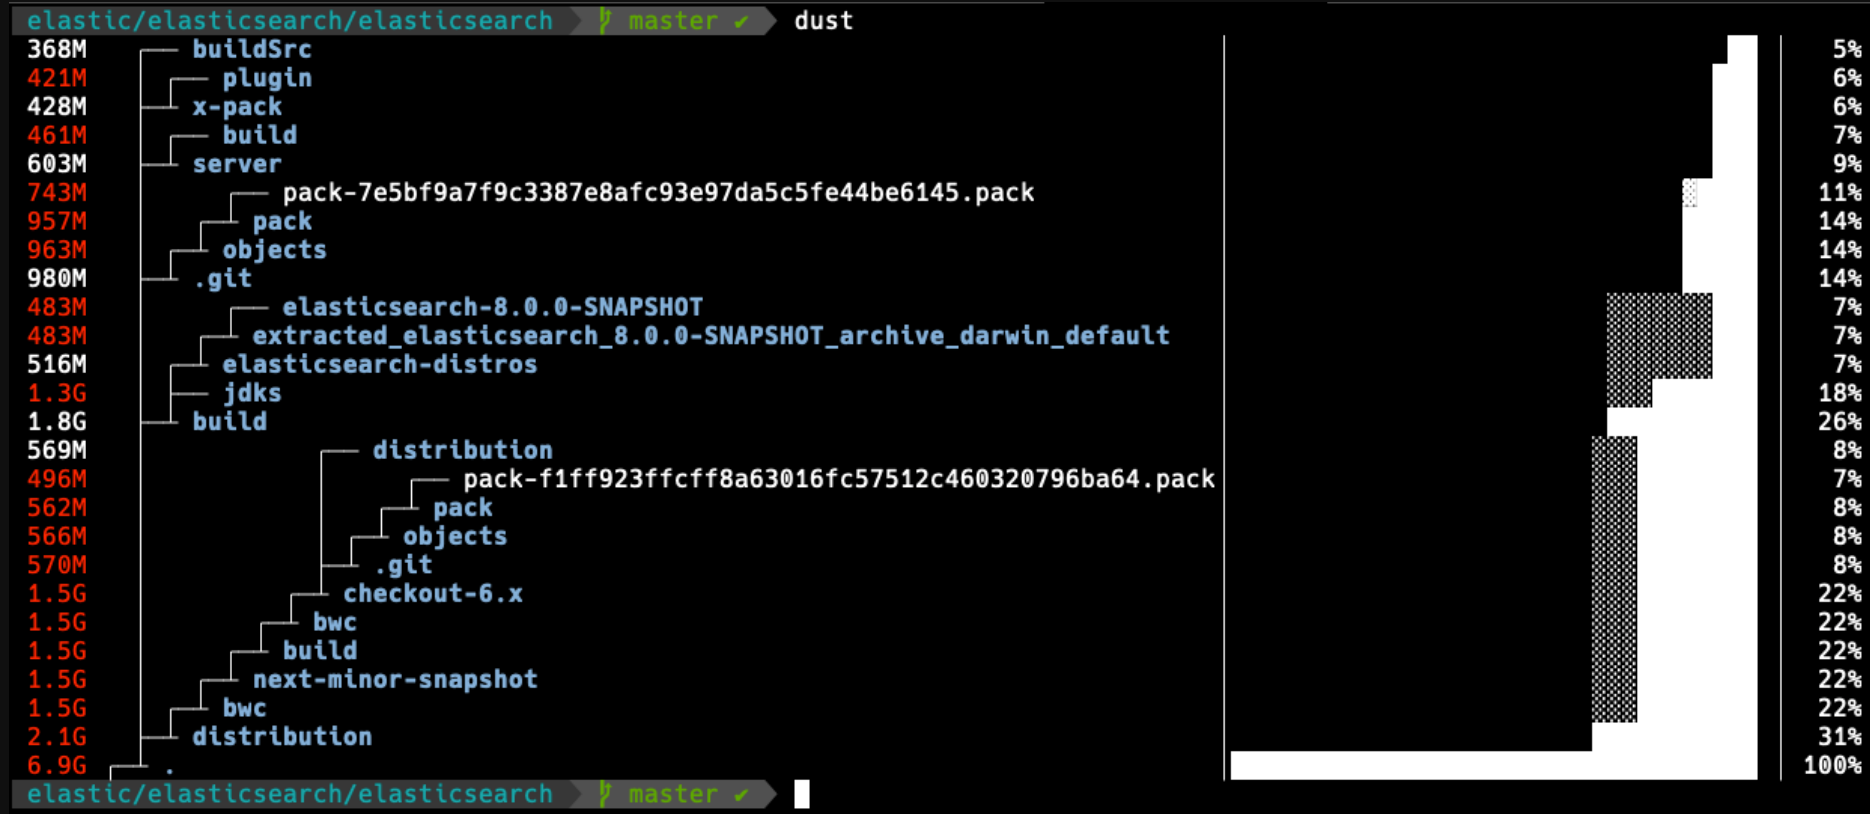 elastic/elasticsearch/elasticsearch master ✔ dust
368M ┌── buildSrc 5%
421M ┌── plugin 6%
428M ├─┴ x-pack 6%
461M ┌── build 7%
603M ├─┴ server 9%
743M ┌── pack-7e5bf9a7f9c3387e8afc93e97da5c5fe44be6145.pack 11%
957M ┌─┴ pack 14%
963M ┌─┴ objects 14%
980M ├─┴ .git 14%
483M ┌── elasticsearch-8.0.0-SNAPSHOT 7%
483M ┌─┴ extracted_elasticsearch_8.0.0-SNAPSHOT_archive_darwin_default 7%
516M ┌─┴ elasticsearch-distros 7%
1.3G ├── jdks 18%
1.8G ├─┴ build 26%
569M ┌── distribution 8%
496M ┌── pack-f1ff923ffcff8a63016fc57512c460320796ba64.pack 7%
562M ┌─┴ pack 8%
566M ┌─┴ objects 8%
570M ├─┴ .git 8%
1.5G ┌─┴ checkout-6.x 22%
1.5G ┌─┴ bwc 22%
1.5G ┌─┴ build 22%
1.5G ┌─┴ next-minor-snapshot 22%
1.5G ┌─┴ bwc 22%
2.1G ├─┴ distribution 31%
6.9G ┌─┴ . 100%
elastic/elasticsearch/elasticsearch master ✔